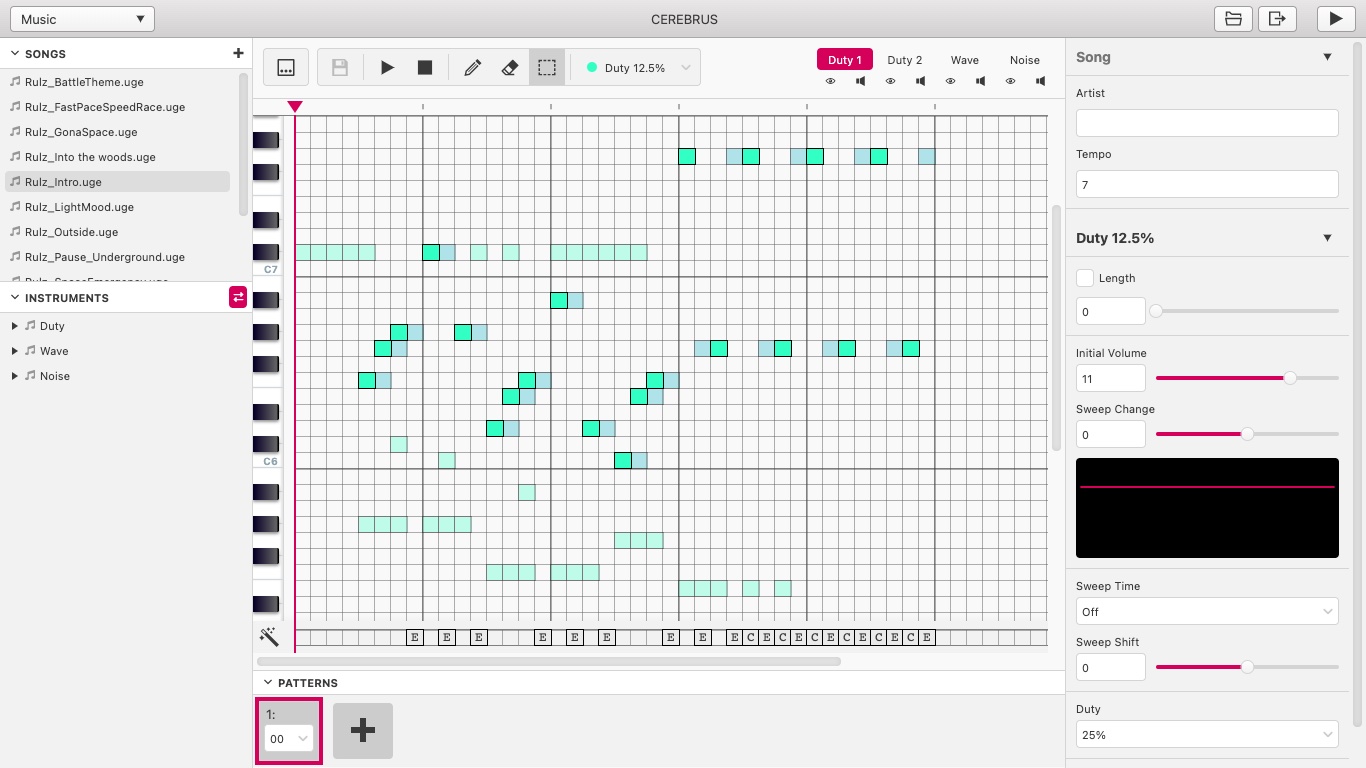 Music
CEREBRUS
SONGS
Rulz_BattleTheme.uge
Rulz_FastPaceSpeedRace.uge
Rulz_GonaSpace.uge
Rulz_Into the woods.uge
Rulz_Intro.uge
Rulz_LightMood.uge
Rulz_Outside.uge
Rulz_Pause_Underground.uge
INSTRUMENTS
Duty
Wave
Noise
Duty 12.5%
Duty 1 Duty 2 Wave Noise
C7
C6
E E E E E E E E E C E C E C E C E C E C E
PATTERNS
1:
00
Song
Artist
Tempo
7
Duty 12.5%
Length
0
Initial Volume
11
Sweep Change
0
Sweep Time
Off
Sweep Shift
0
Duty
25%